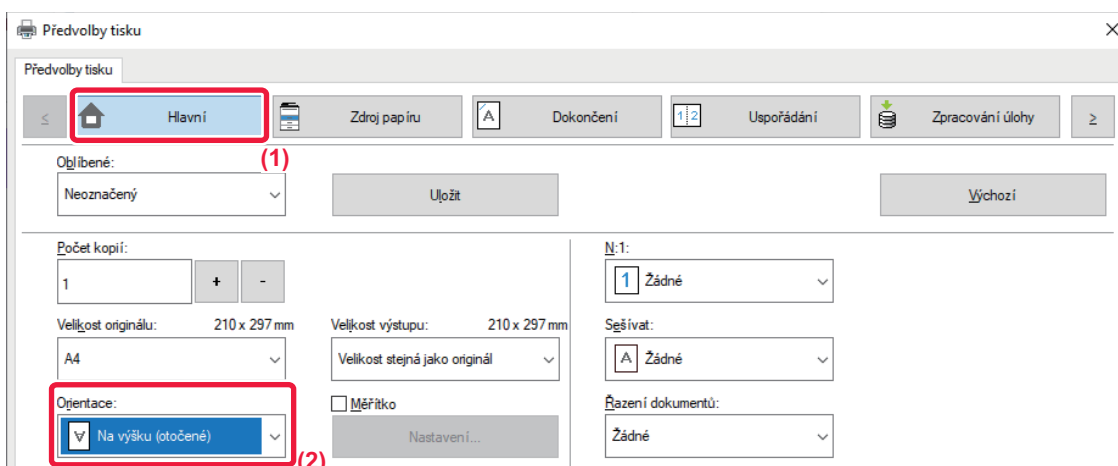 Předvolby tisku
Předvolby tisku
< Hlavní Zdroj papíru Dokončení Uspořádání Zpracování úlohy >
(1)
Oblíbené:
Neoznačený Uložit Výchozí
Počet kopií: N:1:
1 + - 1 Žádné
Velikost originálu: 210 x 297 mm Velikost výstupu: 210 x 297 mm Sešívat:
A4 Velikost stejná jako originál Žádné
Orientace: Měřítko Řazení dokumentů:
Na výšku (otočené) Nastavení... Žádné
(2)